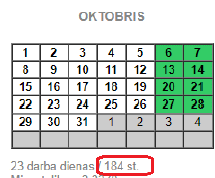 OKTOBRIS
1 2 3 4 5 6 7
8 9 10 11 12 13 14
15 16 17 18 19 20 21
22 23 24 25 26 27 28
29 30 31 1 2 3 4
23 darba dienas / 184 st.